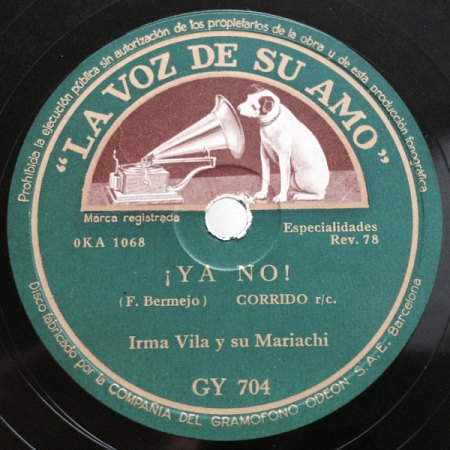 Prohibida la ejecución pública sin autorización de los propietarios de la obra y de esta producción fonográfica
"LA VOZ DE SU AMO"
Marca registrada
0KA 1068
Especialidades
Rev. 78
¡YA NO!
(F. Bermejo) CORRIDO r/c.
Irma Vila y su Mariachi
GY 704
Disco fabricado por la COMPAÑIA DEL GRAMOFONO ODEON S.A.E. Barcelona